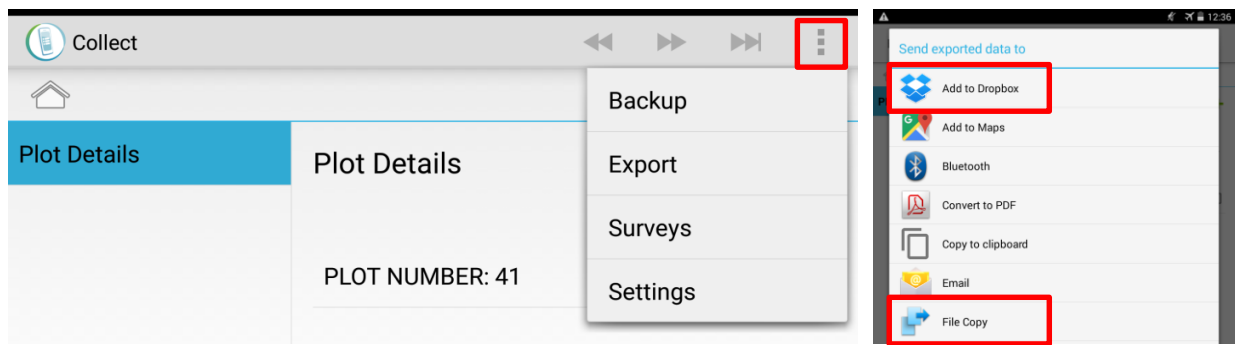 Collect
Backup
Plot Details
Plot Details
Export
Surveys
PLOT NUMBER: 41
Settings
12:36
Send exported data to
Add to Dropbox
Add to Maps
Bluetooth
Convert to PDF
Copy to clipboard
Email
File Copy